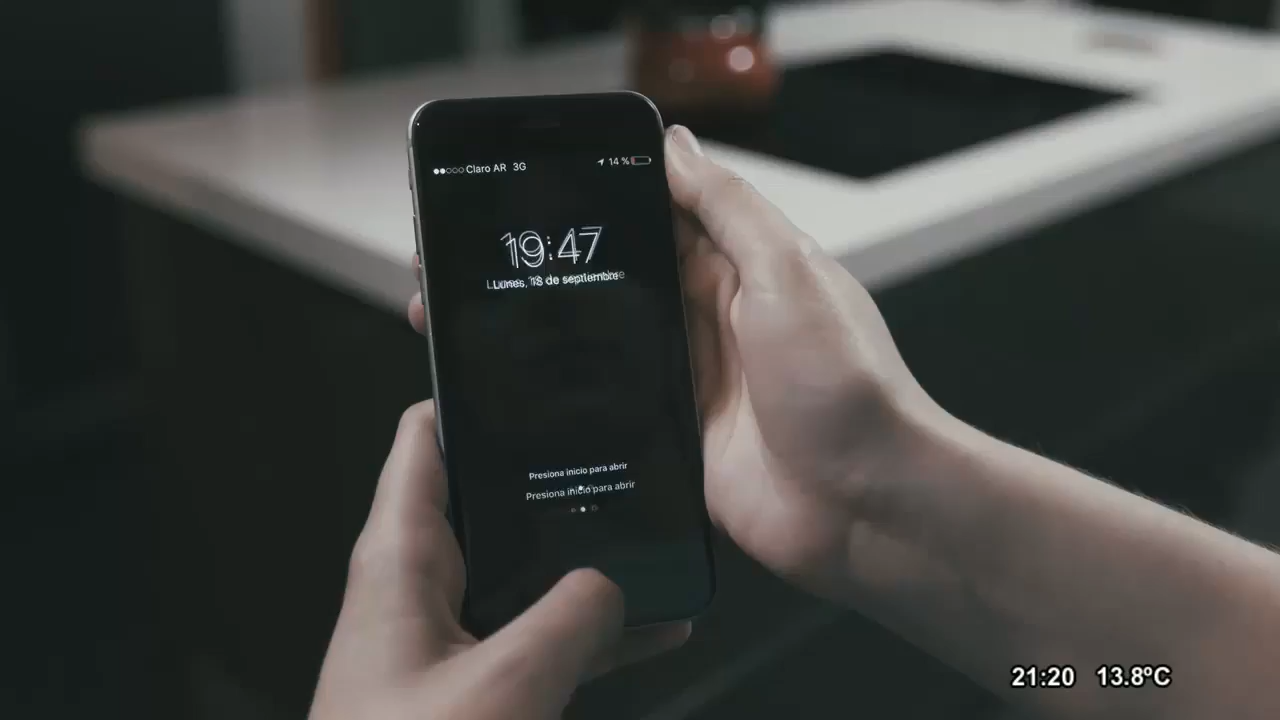 Claro AR 3G 14 %
19:47
Lunes, 18 de septiembre
Presiona inicio para abrir
Presiona inicio para abrir
21:20 13.8ºC